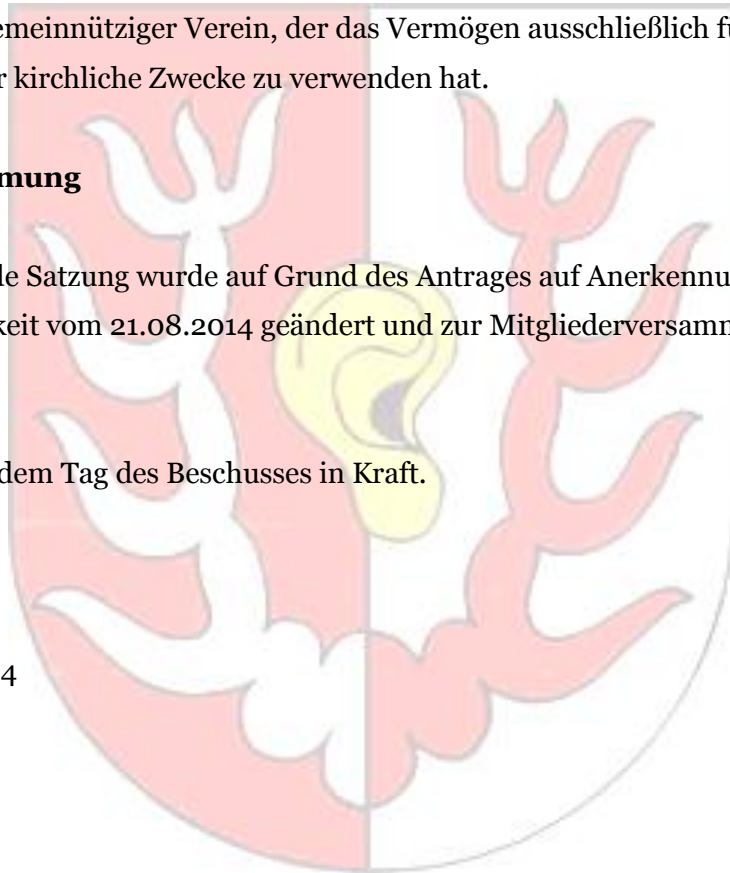 emeinnütziger Verein, der das Vermögen ausschließlich fü
r kirchliche Zwecke zu verwenden hat.
mung
de Satzung wurde auf Grund des Antrages auf Anerkennu
keit vom 21.08.2014 geändert und zur Mitgliederversamm
dem Tag des Beschusses in Kraft.
4